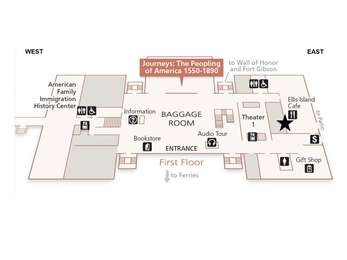 WEST
EAST
Journeys: The Peopling
of America 1550-1890
to Wall of Honor
and Fort Gibson
American
Family
Immigration
History Center
Ellis Island
Cafe
Information
BAGGAGE
ROOM
Theater
1
Audio Tour
Bookstore
ENTRANCE
$
Gift Shop
First Floor
to Ferries